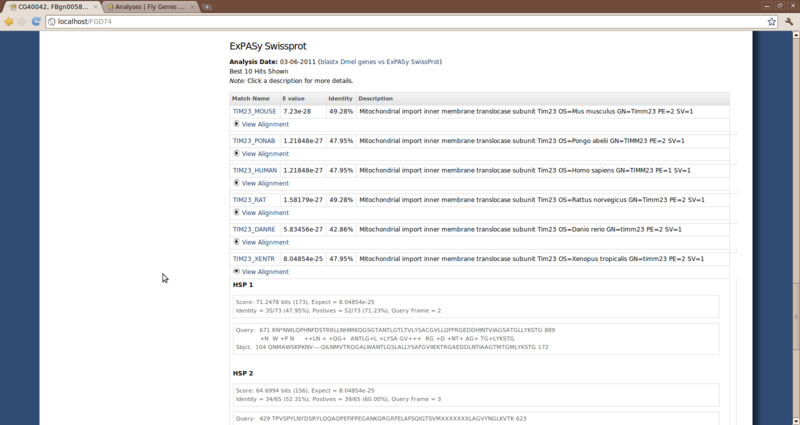 CG40042, FBgn0058...
Analyses | Fly Genes ...
localhost/FGD74
ExPASy Swissprot
Analysis Date: 03-06-2011 (blastx Dmel genes vs ExPASy SwissProt)
Best 10 Hits Shown
Note: Click a description for more details.
Match Name E value Identity Description
TIM23_MOUSE 7.23e-28 49.28% Mitochondrial import inner membrane translocase subunit Tim23 OS=Mus musculus GN=Timm23 PE=2 SV=1
View Alignment
TIM23_PONAB 1.21848e-27 47.95% Mitochondrial import inner membrane translocase subunit Tim23 OS=Pongo abelii GN=TIMM23 PE=2 SV=1
View Alignment
TIM23_HUMAN 1.21848e-27 47.95% Mitochondrial import inner membrane translocase subunit Tim23 OS=Homo sapiens GN=TIMM23 PE=1 SV=1
View Alignment
TIM23_RAT 1.58179e-27 49.28% Mitochondrial import inner membrane translocase subunit Tim23 OS=Rattus norvegicus GN=Timm23 PE=2 SV=1
View Alignment
TIM23_DANRE 5.83456e-27 42.86% Mitochondrial import inner membrane translocase subunit Tim23 OS=Danio rerio GN=timm23 PE=2 SV=1
View Alignment
TIM23_XENTR 8.04854e-25 47.95% Mitochondrial import inner membrane translocase subunit Tim23 OS=Xenopus tropicalis GN=timm23 PE=2 SV=1
View Alignment
HSP 1
Score: 71.2478 bits (173), Expect = 8.04854e-25
Identity = 35/73 (47.95%), Postives = 52/73 (71.23%), Query Frame = 2
Query: 671 RN*NWLQPHNFDSTRRLLNHIMKQGSGTANTLGTLTVLYSACGVLLQFFRGEDDHINTVIAGSATGLLYKSTG 889
+N W +P N ++LN + +QG+ ANTLG+L +LYSA GV+++ RG +D +NT+ AG+ TG+LYKSTG
Sbjct: 104 QNMAWSKPKNV----QILNMVTRQGALWANTLGSLALLYSAFGVIIEKTRGAEDDLNTIAAGTMTGMLYKSTG 172
HSP 2
Score: 64.6994 bits (156), Expect = 8.04854e-25
Identity = 34/65 (52.31%), Postives = 39/65 (60.00%), Query Frame = 3
Query: 429 TPVSPYLNYDSRYLQQAQPEFIFPEGANKQRGRFELAFSQIGTSVMXXXXXXXLAGVYNGLKVTK 623